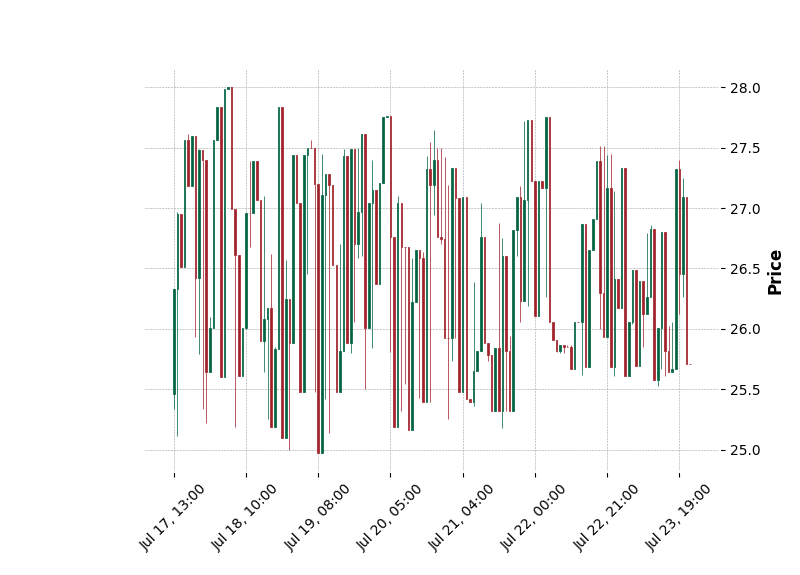 28.0
27.5
27.0
26.5
26.0
25.5
25.0
Price
Jul 17, 13:00
Jul 18, 10:00
Jul 19, 08:00
Jul 20, 05:00
Jul 21, 04:00
Jul 22, 00:00
Jul 22, 21:00
Jul 23, 19:00